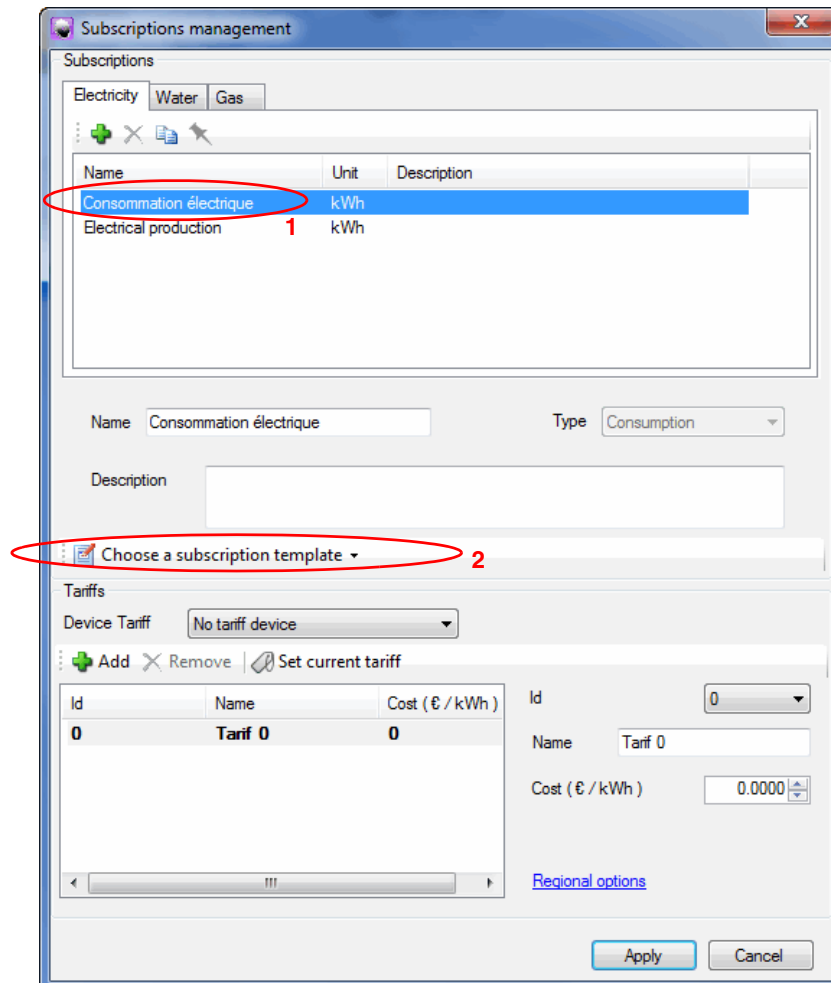 Subscriptions management
Subscriptions
Electricity Water Gas
Name Unit Description
Consommation électrique kWh
1
Electrical production kWh
Name Consommation électrique Type Consumption
Description
Choose a subscription template
2
Tariffs
Device Tariff No tariff device
Add Remove Set current tariff
Id Name Cost ( € / kWh )
0 Tarif 0 0
Id 0
Name Tarif 0
Cost ( € / kWh ) 0.0000
Regional options
Apply Cancel